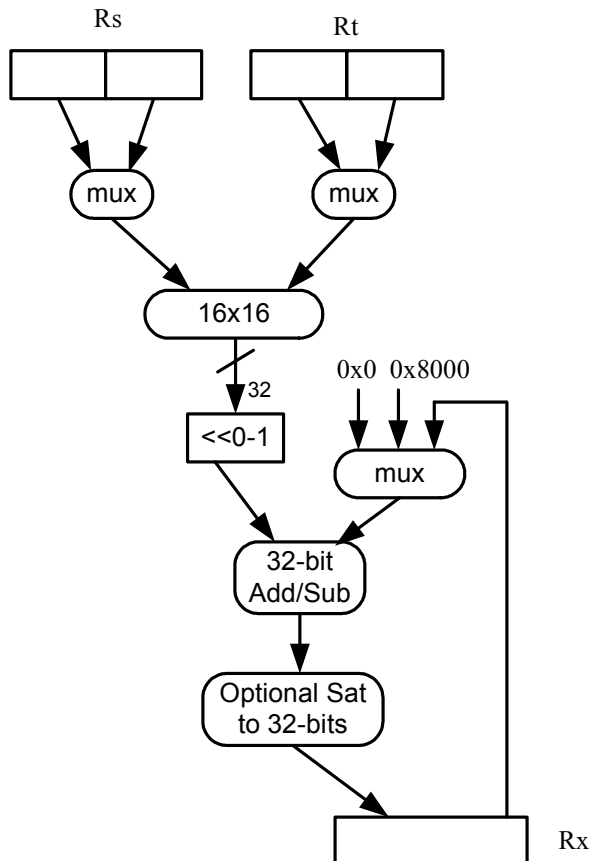 Rs
Rt
mux
mux
16x16
32
0x0 0x8000
<<0-1
mux
32-bit
Add/Sub
Optional Sat
to 32-bits
Rx